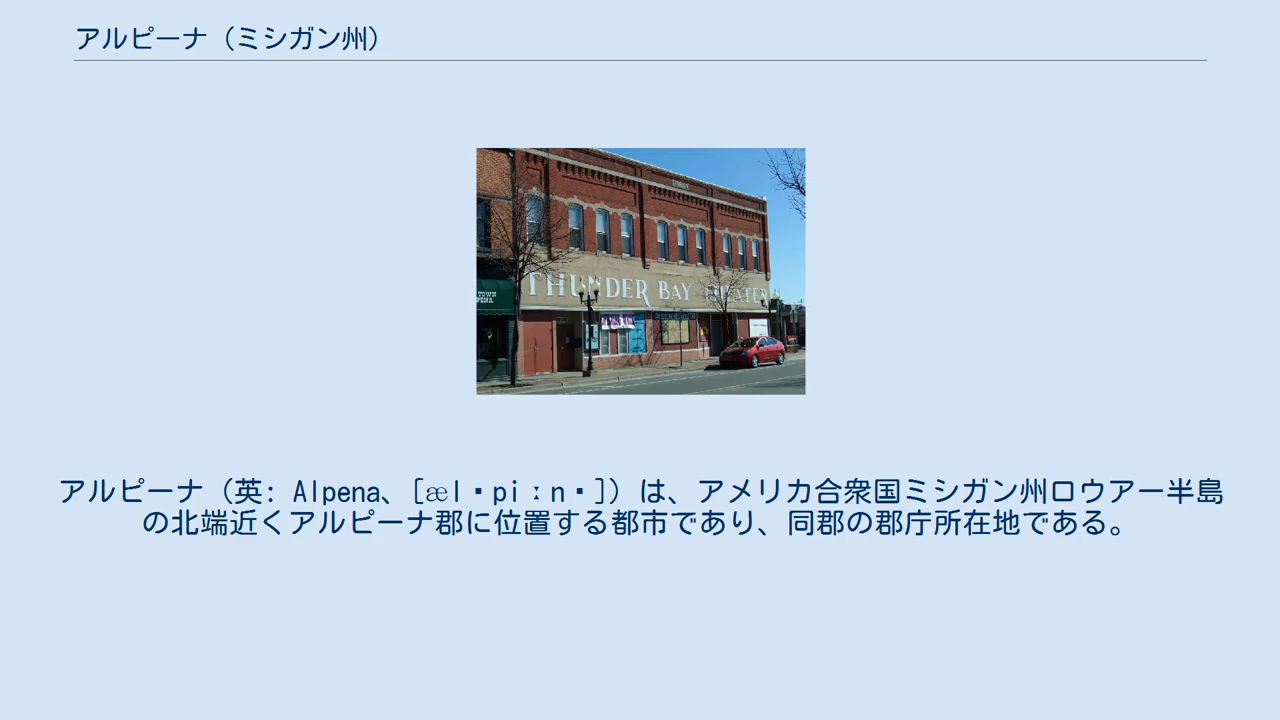 アルピーナ（ミシガン州）
TOWN
PENA
THUNDER BAY THEATER
アルピーナ（英: Alpena、[æl▪piːn▪]）は、アメリカ合衆国ミシガン州ロウアー半島
の北端近くアルピーナ郡に位置する都市であり、同郡の郡庁所在地である。